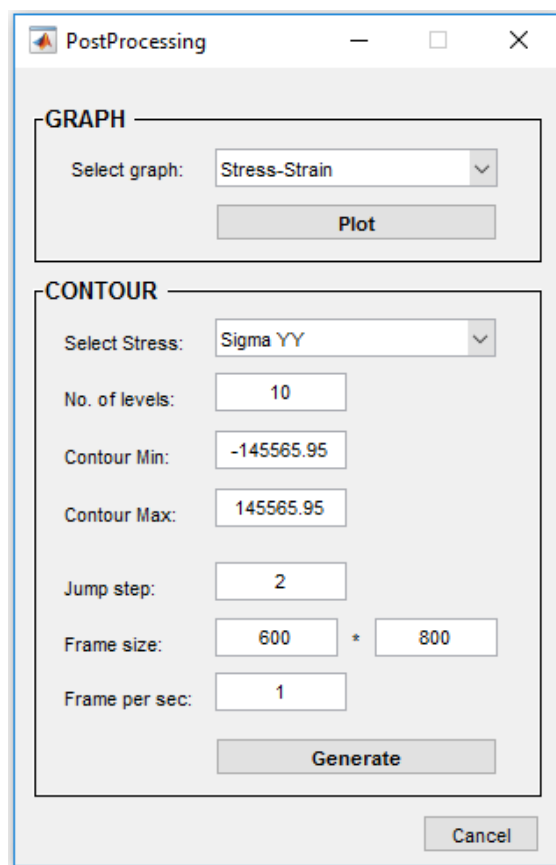 PostProcessing
GRAPH
Select graph: Stress-Strain
Plot
CONTOUR
Select Stress: Sigma YY
No. of levels: 10
Contour Min: -145565.95
Contour Max: 145565.95
Jump step: 2
Frame size: 600 * 800
Frame per sec: 1
Generate
Cancel